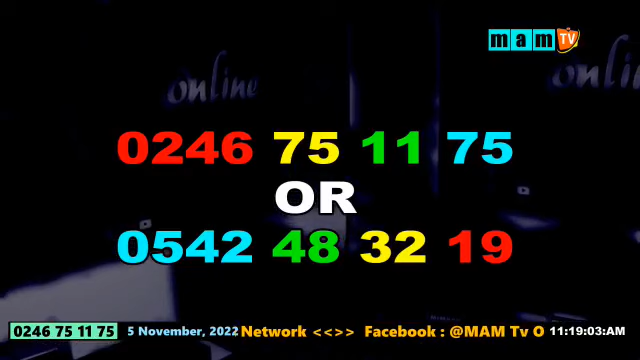 mam TV
online
onlin
0246 75 11 75
OR
0542 48 32 19
0246 75 11 75 5 November, 2022 Network <<>> Facebook : @MAM Tv O 11:19:03:AM